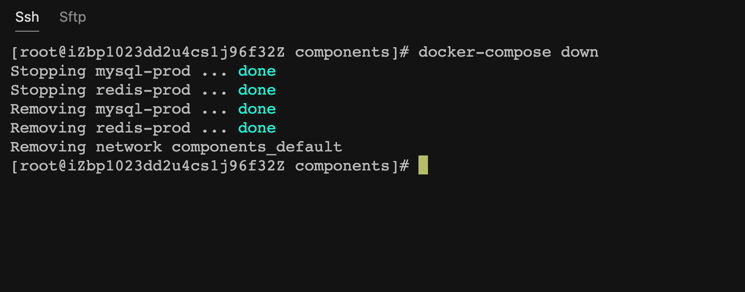 Ssh Sftp
[root@iZbp1023dd2u4cs1j96f32Z components]# docker-compose down
Stopping mysql-prod ... done
Stopping redis-prod ... done
Removing mysql-prod ... done
Removing redis-prod ... done
Removing network components_default
[root@iZbp1023dd2u4cs1j96f32Z components]#